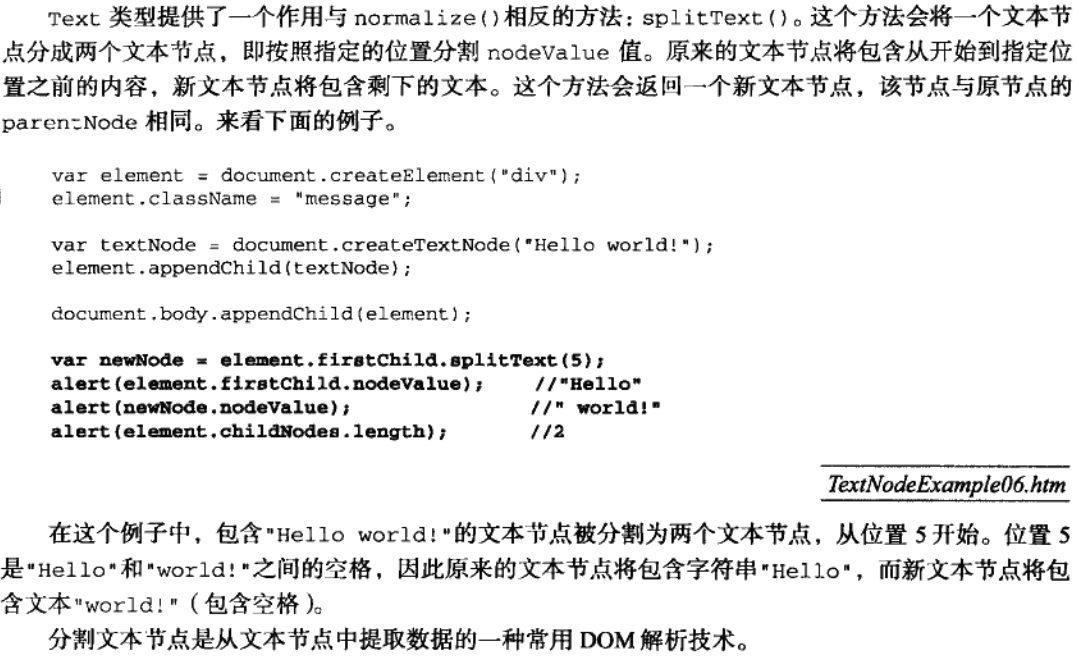 Text 类型提供了一个作用与 normalize()相反的方法：splitText()。这个方法会将一个文本节
点分成两个文本节点，即按照指定的位置分割 nodeValue 值。原来的文本节点将包含从开始到指定位
置之前的内容，新文本节点将包含剩下的文本。这个方法会返回一个新文本节点，该节点与原节点的
parentNode 相同。来看下面的例子。
var element = document.createElement("div");
element.className = "message";
var textNode = document.createTextNode("Hello world!");
element.appendChild(textNode);
document.body.appendChild(element);
var newNode = element.firstChild.splitText(5);
alert(element.firstChild.nodeValue); //"Hello"
alert(newNode.nodeValue); //" world!"
alert(element.childNodes.length); //2
TextNodeExample06.htm
在这个例子中，包含"Hello world!"的文本节点被分割为两个文本节点，从位置 5 开始。位置 5
是"Hello"和"world!"之间的空格，因此原来的文本节点将包含字符串"Hello"，而新文本节点将包
含文本"world!"（包含空格）。
分割文本节点是从文本节点中提取数据的一种常用 DOM 解析技术。